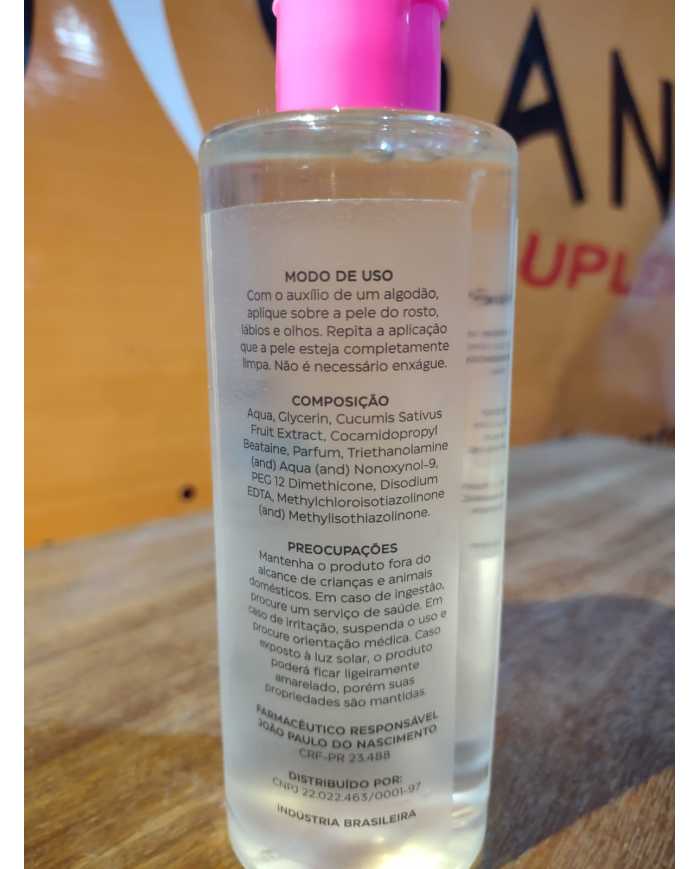 AN
UPL
MODO DE USO
Com o auxílio de um algodão,
aplique sobre a pele do rosto,
lábios e olhos. Repita a aplicação
que a pele esteja completamente
limpa. Não é necessário enxágue.
COMPOSIÇÃO
Aqua, Glycerin, Cucumis Sativus
Fruit Extract, Cocamidopropyl
Beataine, Parfum, Triethanolamine
(and) Aqua (and) Nonoxynol-9,
PEG 12 Dimethicone, Disodium
EDTA, Methylchloroisotiazolinone
(and) Methylisothiazolinone.
PREOCUPAÇÕES
Mantenha o produto fora do
alcance de crianças e animais
domésticos. Em caso de ingestão,
procure um serviço de saúde. Em
caso de irritação, suspenda o uso e
procure orientação médica. Caso
exposto à luz solar, o produto
poderá ficar ligeiramente
amarelado, porém suas
propriedades são mantidas.
FARMACÊUTICO RESPONSÁVEL
JOÃO PAULO DO NASCIMENTO
CRF-PR 23.488
DISTRIBUÍDO POR:
CNPJ 22.022.463/0001-97
INDÚSTRIA BRASILEIRA